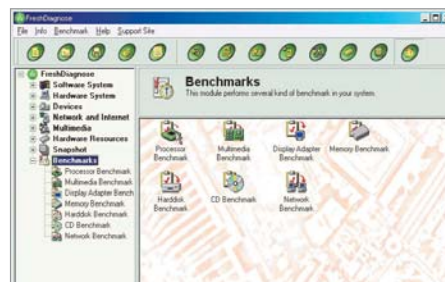 FreshDiagnose
File Info Benchmark Help Support Site
FreshDiagnose
Software System
Hardware System
Devices
Network and Internet
Multimedia
Hardware Resources
Snapshot
Benchmarks
Processor Benchmark
Multimedia Benchmark
Display Adapter Bench
Memory Benchmark
Harddisk Benchmark
CD Benchmark
Network Benchmark
Benchmarks
This module performs several kind of benchmark in your system.
Processor Benchmark
Multimedia Benchmark
Display Adapter Benchmark
Memory Benchmark
Harddisk Benchmark
CD Benchmark
Network Benchmark